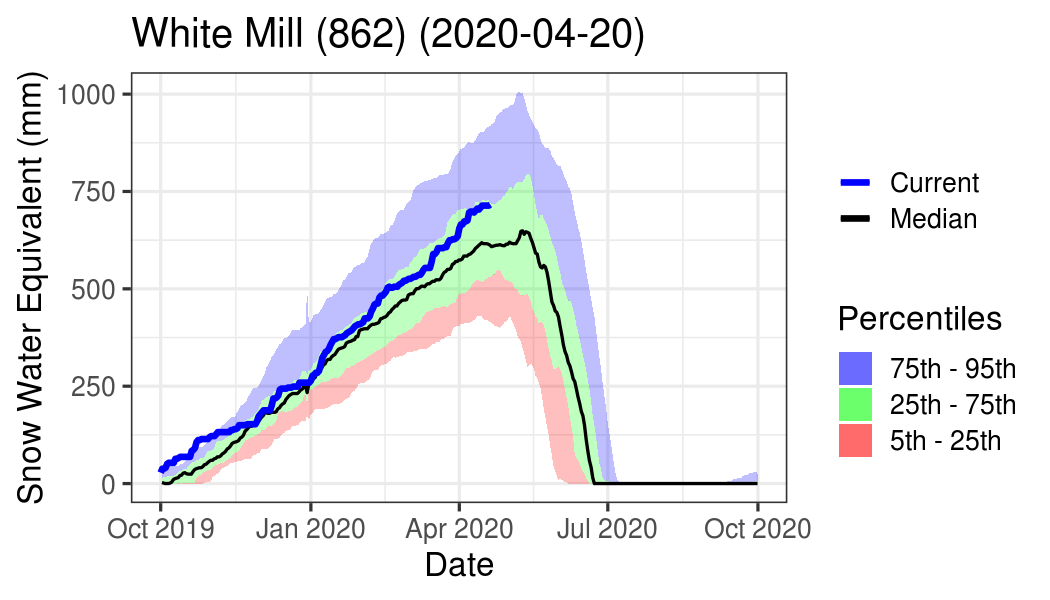 White Mill (862) (2020-04-20)
Snow Water Equivalent (mm)
1000
750
500
250
0
Oct 2019
Jan 2020
Apr 2020
Jul 2020
Oct 2020
Date
Current
Median
Percentiles
75th - 95th
25th - 75th
5th - 25th